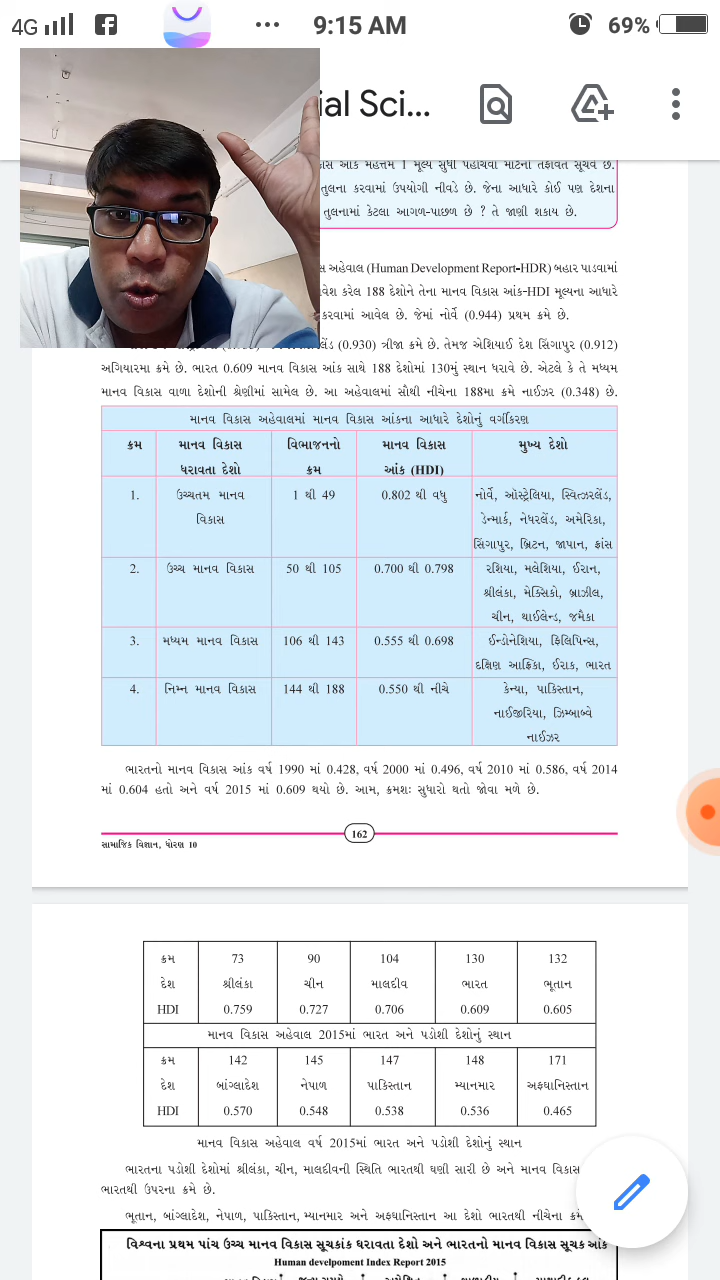 4G 9:15 AM 69%
ial Sci...
આંક મહત્તમ 1 મૂલ્ય સુધી પહોંચવા માટેનો તફાવત સૂચવે છે.
તુલના કરવામાં ઉપયોગી નીવડે છે. જેના આધારે કોઈ પણ દેશના
તુલનામાં કેટલા આગળ-પાછળ છે ? તે જાણી શકાય છે.
અહેવાલ (Human Development Report-HDR) બહાર પાડવામાં
કરેલ 188 દેશોને તેના માનવ વિકાસ આંક-HDI મૂલ્યના આધારે
કરવામાં આવેલ છે. જેમાં નોર્વે (0.944) પ્રથમ ક્રમે છે.
(0.930) ત્રીજા ક્રમે છે. તેમજ એશિયાઈ દેશ સિંગાપુર (0.912)
અગિયારમા ક્રમે છે. ભારત 0.609 માનવ વિકાસ આંક સાથે 188 દેશોમાં 130મું સ્થાન ધરાવે છે. એટલે કે તે મધ્યમ
માનવ વિકાસ વાળા દેશોની શ્રેણીમાં સામેલ છે. આ અહેવાલમાં સૌથી નીચેના 188મા ક્રમે નાઈઝર (0.348) છે.
માનવ વિકાસ અહેવાલમાં માનવ વિકાસ આંકના આધારે દેશોનું વર્ગીકરણ
ક્રમ માનવ વિકાસ વિભાજનનો માનવ વિકાસ મુખ્ય દેશો
ધરાવતા દેશો ક્રમ આંક (HDI)
1. ઉચ્ચતમ માનવ 1 થી 49 0.802 થી વધુ નોર્વે, ઑસ્ટ્રેલિયા, સ્વિત્ઝરલેંડ,
વિકાસ ડેન્માર્ક, નેધરલેંડ, અમેરિકા,
સિંગાપુર, બ્રિટન, જાપાન, ફ્રાંસ
2. ઉચ્ચ માનવ વિકાસ 50 થી 105 0.700 થી 0.798 રશિયા, મલેશિયા, ઈરાન,
શ્રીલંકા, મેક્સિકો, બ્રાઝીલ,
ચીન, થાઈલેન્ડ, જમૈકા
3. મધ્યમ માનવ વિકાસ 106 થી 143 0.555 થી 0.698 ઈન્ડોનેશિયા, ફિલિપિન્સ,
દક્ષિણ આફ્રિકા, ઈરાક, ભારત
4. નિમ્ન માનવ વિકાસ 144 થી 188 0.550 થી નીચે કેન્યા, પાકિસ્તાન,
નાઈજીરિયા, ઝિમ્બાબ્વે
નાઈઝર
ભારતનો માનવ વિકાસ આંક વર્ષ 1990 માં 0.428, વર્ષ 2000 માં 0.496, વર્ષ 2010 માં 0.586, વર્ષ 2014
માં 0.604 હતો અને વર્ષ 2015 માં 0.609 થયો છે. આમ, ક્રમશઃ સુધારો થતો જોવા મળે છે.
162
સામાજિક વિજ્ઞાન, ધોરણ 10
ક્રમ 73 90 104 130 132
દેશ શ્રીલંકા ચીન માલદીવ ભારત ભૂતાન
HDI 0.759 0.727 0.706 0.609 0.605
માનવ વિકાસ અહેવાલ 2015માં ભારત અને પડોશી દેશોનું સ્થાન
ક્રમ 142 145 147 148 171
દેશ બાંગ્લાદેશ નેપાળ પાકિસ્તાન મ્યાનમાર અફઘાનિસ્તાન
HDI 0.570 0.548 0.538 0.536 0.465
માનવ વિકાસ અહેવાલ વર્ષ 2015માં ભારત અને પડોશી દેશોનું સ્થાન
ભારતના પડોશી દેશોમાં શ્રીલંકા, ચીન, માલદીવની સ્થિતિ ભારતથી ઘણી સારી છે અને માનવ વિકાસ
ભારતથી ઉપરના ક્રમે છે.
ભૂતાન, બાંગ્લાદેશ, નેપાળ, પાકિસ્તાન, મ્યાનમાર અને અફઘાનિસ્તાન આ દેશો ભારતથી નીચેના
વિશ્વના પ્રથમ પાંચ ઉચ્ચ માનવ વિકાસ સૂચકાંક ધરાવતા દેશો અને ભારતનો માનવ વિકાસ સૂચક આંક
Human devlcpoment Index Report 2015